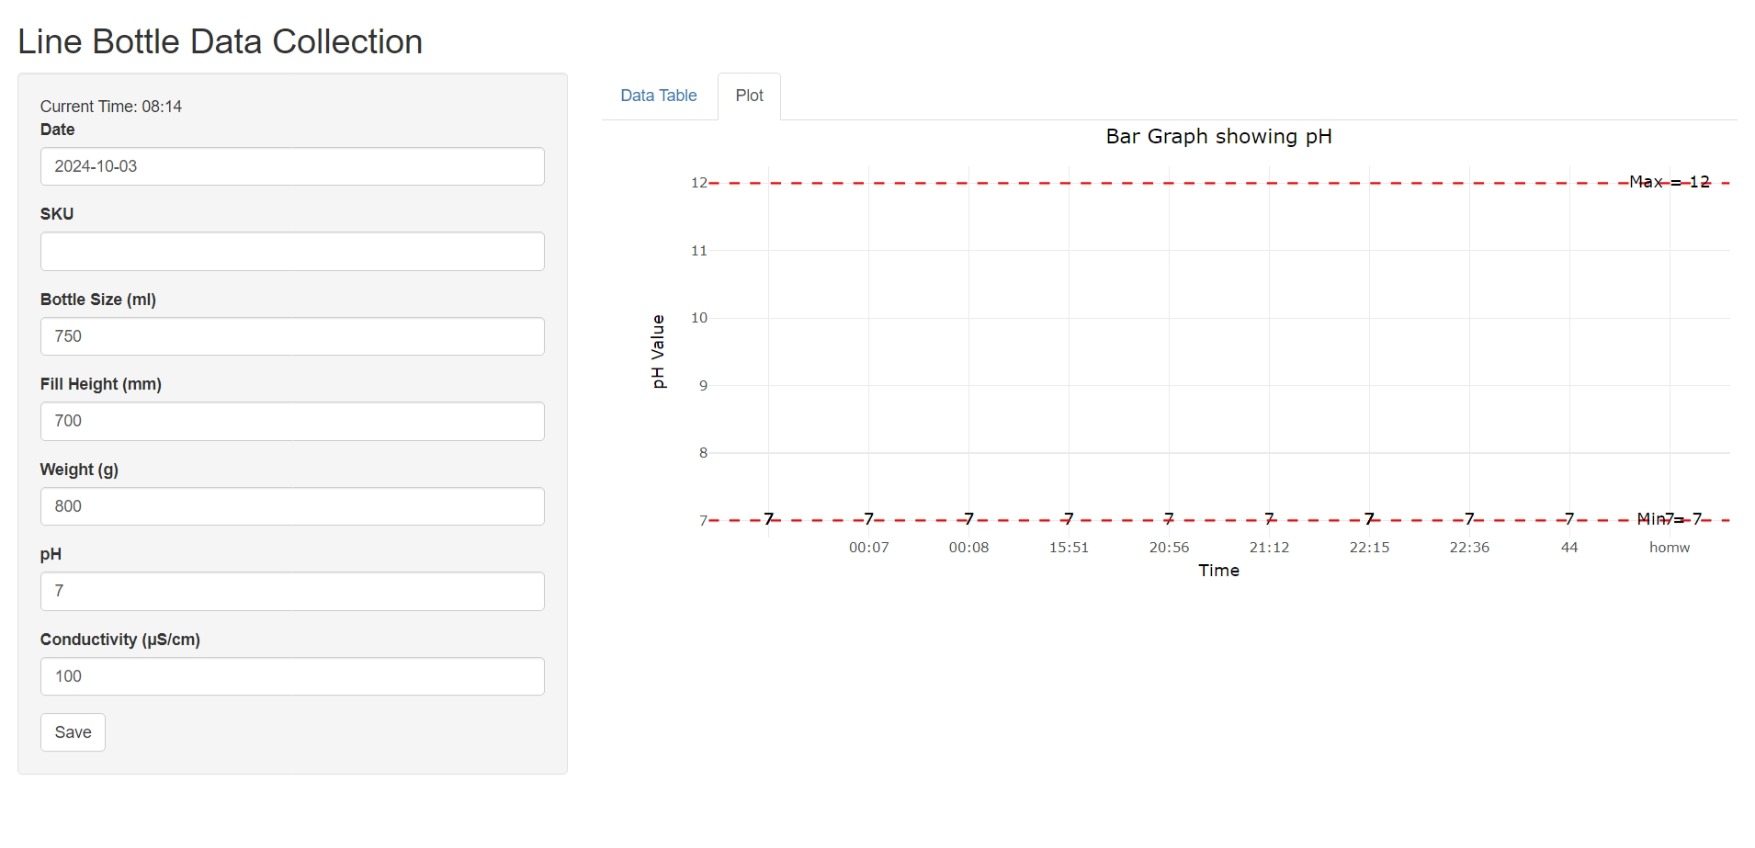 Line Bottle Data Collection
Current Time: 08:14
Date
2024-10-03
SKU
Bottle Size (ml)
750
Fill Height (mm)
700
Weight (g)
800
pH
7
Conductivity (µS/cm)
100
Save
Data Table Plot
Bar Graph showing pH
12 Max = 12
11
10
9
8
7 7 7 7 7 7 7 7 7 7 7 Min = 7
pH Value
00:07 00:08 15:51 20:56 21:12 22:15 22:36 44 homw
Time